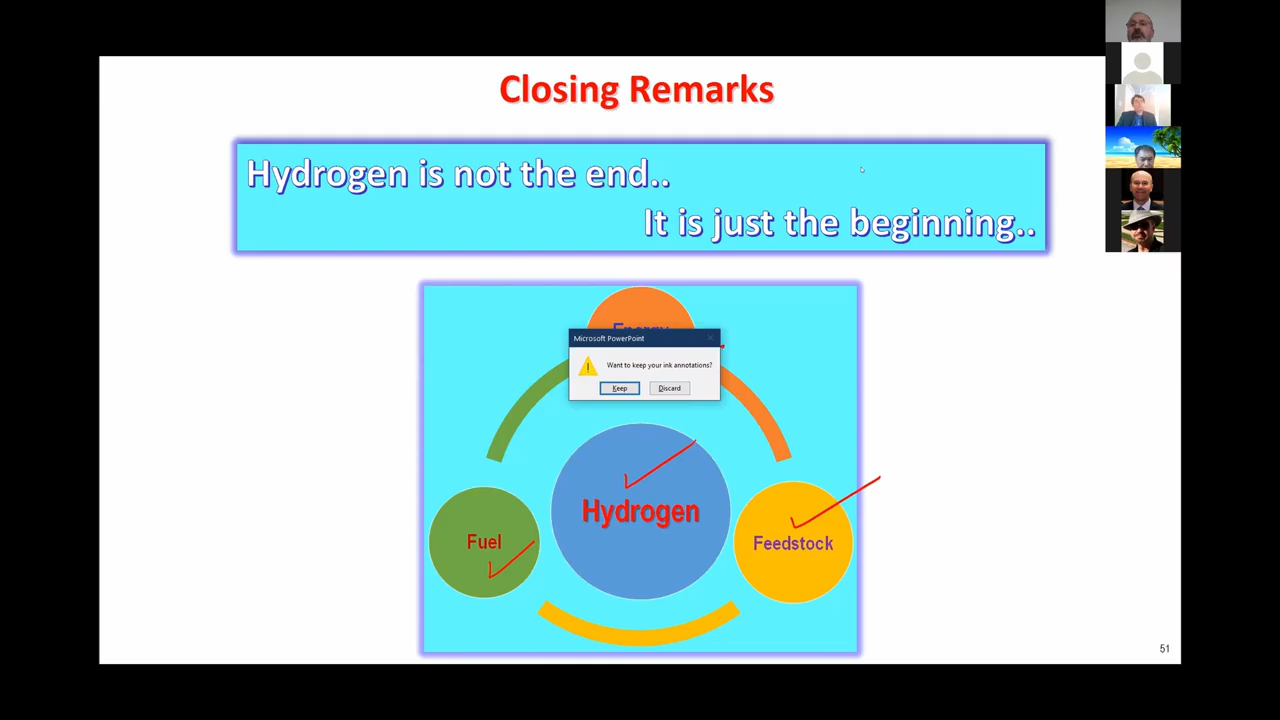 Closing Remarks
Hydrogen is not the end..
It is just the beginning..
Energy
Microsoft PowerPoint
Want to keep your ink annotations?
Keep
Discard
Hydrogen
Fuel
Feedstock
51